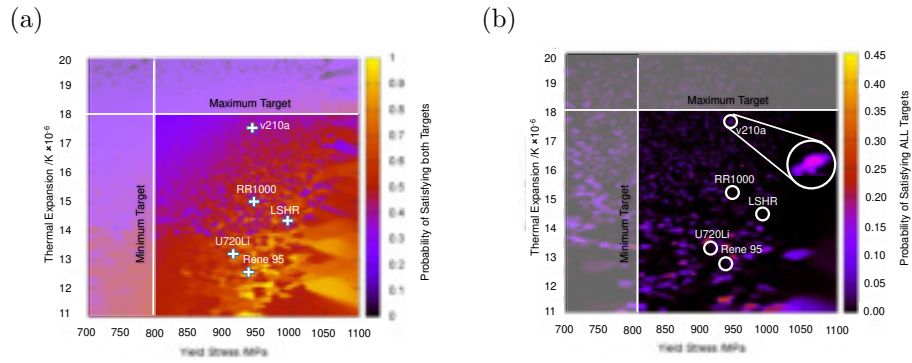 (a)
(b)
Thermal Expansion /K ×10⁻⁶
20
19
18
17
16
15
14
13
12
11
700
750
800
850
900
950
1000
1050
1100
Yield Stress /MPa
Maximum Target
Minimum Target
v210a
RR1000
LSHR
U720Li
Rene 95
1
0.9
0.8
0.7
0.6
0.5
0.4
0.3
0.2
0.1
0
Probability of Satisfying both Targets
Thermal Expansion /K ×10⁻⁶
20
19
18
17
16
15
14
13
12
11
700
750
800
850
900
950
1000
1050
1100
Yield Stress /MPa
Maximum Target
Minimum Target
v210a
RR1000
LSHR
U720Li
Rene 95
0.45
0.40
0.35
0.30
0.25
0.20
0.15
0.10
0.05
0.00
Probability of Satisfying ALL Targets